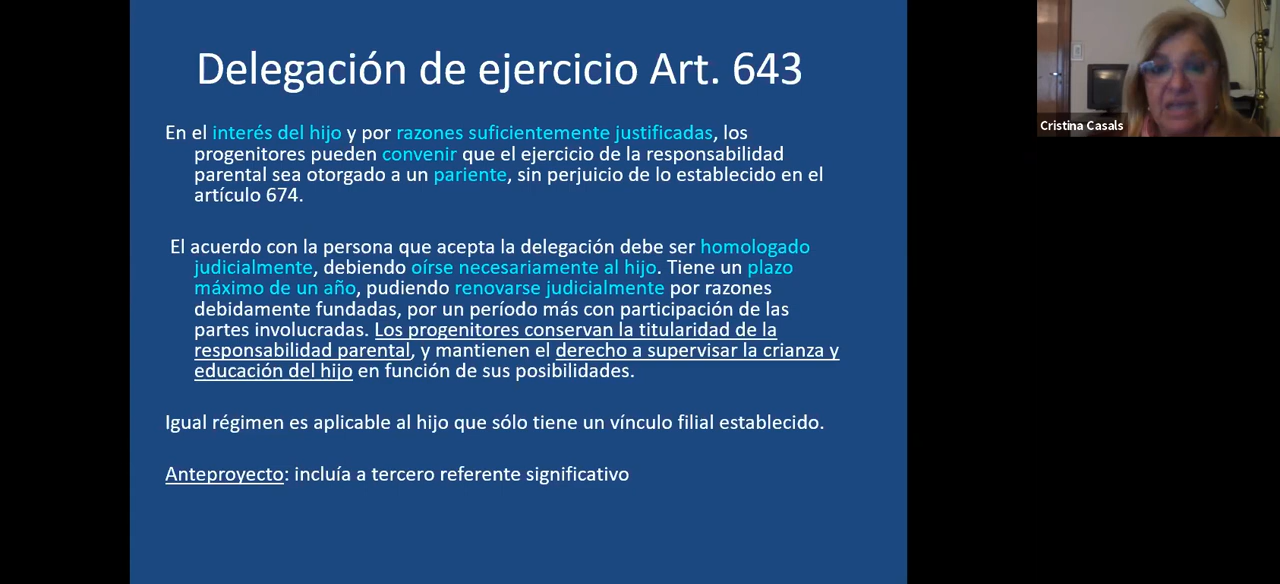 Delegación de ejercicio Art. 643
En el interés del hijo y por razones suficientemente justificadas, los
progenitores pueden convenir que el ejercicio de la responsabilidad
parental sea otorgado a un pariente, sin perjuicio de lo establecido en el
artículo 674.
El acuerdo con la persona que acepta la delegación debe ser homologado
judicialmente, debiendo oírse necesariamente al hijo. Tiene un plazo
máximo de un año, pudiendo renovarse judicialmente por razones
debidamente fundadas, por un período más con participación de las
partes involucradas. Los progenitores conservan la titularidad de la
responsabilidad parental, y mantienen el derecho a supervisar la crianza y
educación del hijo en función de sus posibilidades.
Igual régimen es aplicable al hijo que sólo tiene un vínculo filial establecido.
Anteproyecto: incluía a tercero referente significativo
Cristina Casals